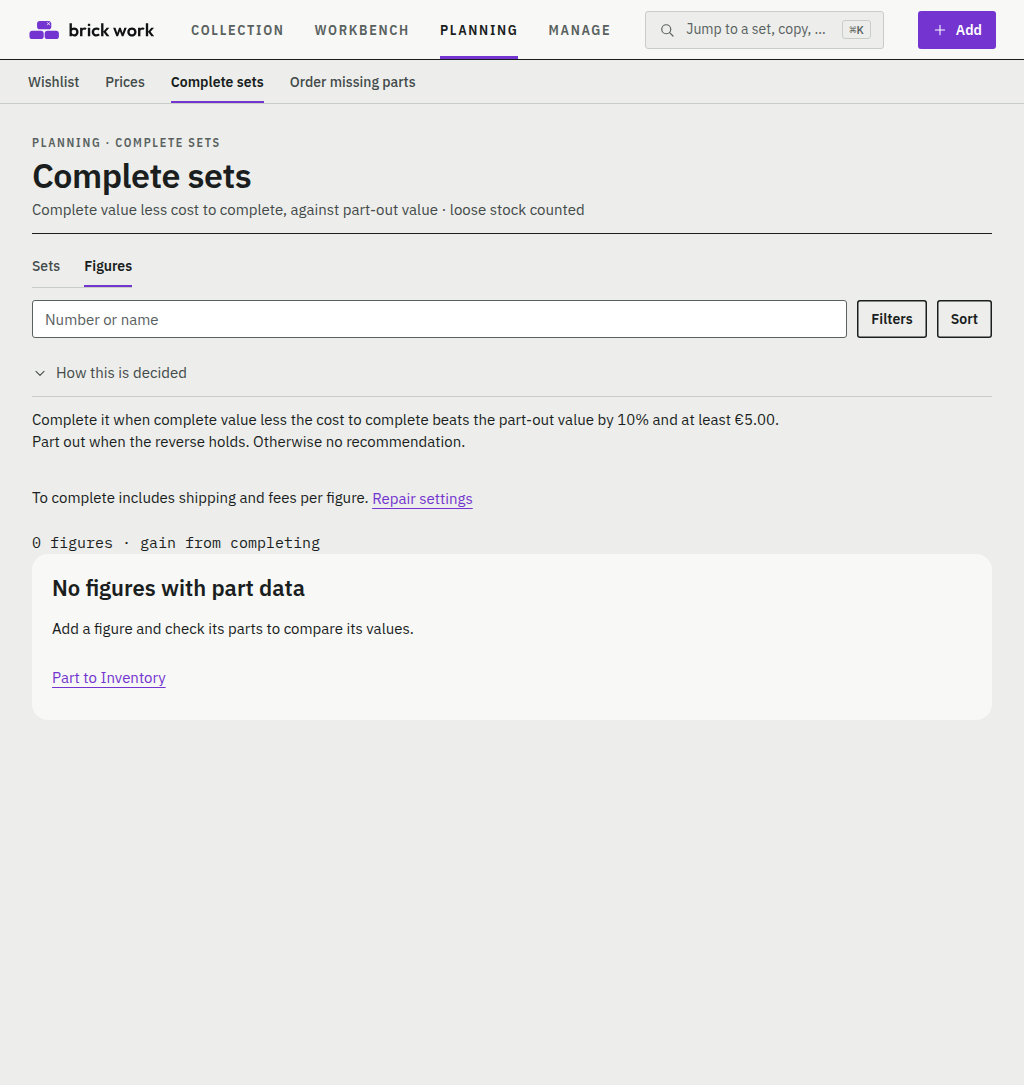 brick work
COLLECTION
WORKBENCH
PLANNING
MANAGE
Jump to a set, copy, ...
⌘K
Add
Wishlist
Prices
Complete sets
Order missing parts
PLANNING · COMPLETE SETS
Complete sets
Complete value less cost to complete, against part-out value · loose stock counted
Sets
Figures
Number or name
Filters
Sort
How this is decided
Complete it when complete value less the cost to complete beats the part-out value by 10% and at least €5.00.
Part out when the reverse holds. Otherwise no recommendation.
To complete includes shipping and fees per figure. Repair settings
0 figures · gain from completing
No figures with part data
Add a figure and check its parts to compare its values.
Part to Inventory